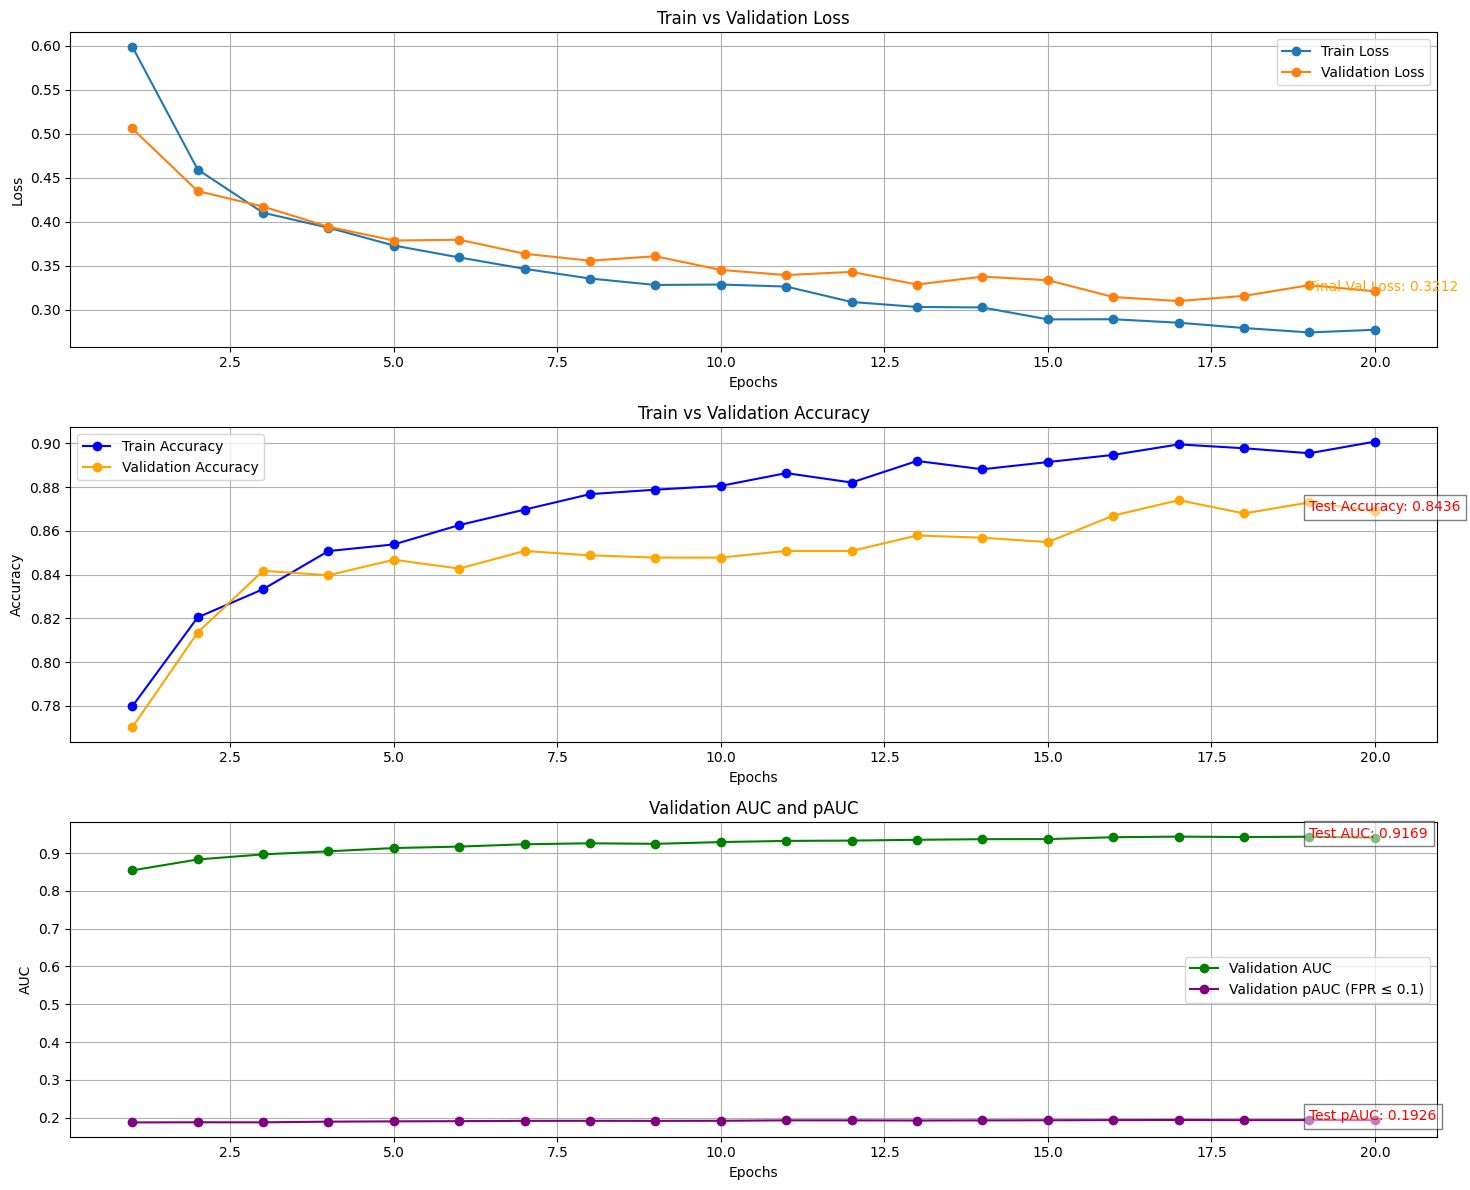 Train vs Validation Loss
Loss
0.60
0.55
0.50
0.45
0.40
0.35
0.30
Train Loss
Validation Loss
Final Val Loss: 0.3212
2.5 5.0 7.5 10.0 12.5 15.0 17.5 20.0
Epochs
Train vs Validation Accuracy
Accuracy
0.90
0.88
0.86
0.84
0.82
0.80
0.78
Train Accuracy
Validation Accuracy
Test Accuracy: 0.8436
2.5 5.0 7.5 10.0 12.5 15.0 17.5 20.0
Epochs
Validation AUC and pAUC
AUC
0.9
0.8
0.7
0.6
0.5
0.4
0.3
0.2
Test AUC: 0.9169
Validation AUC
Validation pAUC (FPR ≤ 0.1)
Test pAUC: 0.1926
2.5 5.0 7.5 10.0 12.5 15.0 17.5 20.0
Epochs